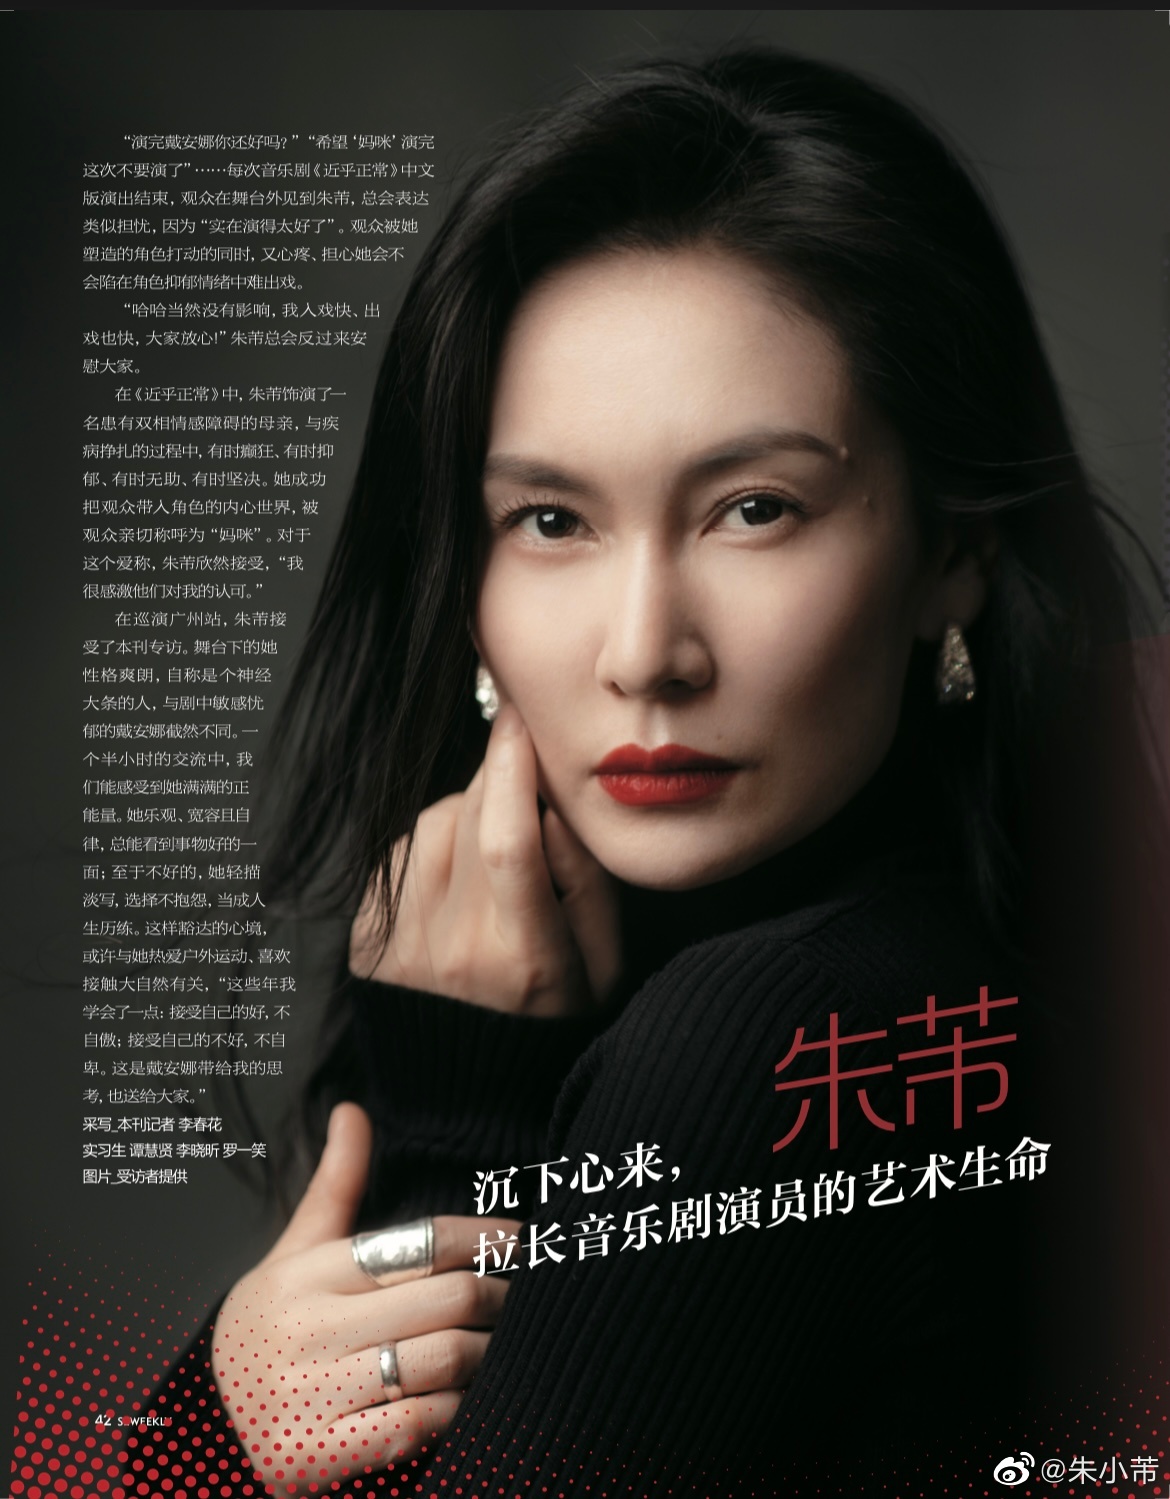 “演完戴安娜你还好吗？”“希望‘妈咪’演完
这次不要演了”……每次音乐剧《近乎正常》中文
版演出结束，观众在舞台外见到朱芾，总会表达
类似担忧，因为“实在演得太好了”。观众被她
塑造的角色打动的同时，又心疼、担心她会不
会陷在角色抑郁情绪中难出戏。
“哈哈当然没有影响，我入戏快、出
戏也快，大家放心！”朱芾总会反过来安
慰大家。
在《近乎正常》中，朱芾饰演了一
名患有双相情感障碍的母亲，与疾
病挣扎的过程中，有时癫狂、有时抑
郁、有时无助、有时坚决。她成功
把观众带入角色的内心世界，被
观众亲切称呼为“妈咪”。对于
这个爱称，朱芾欣然接受，“我
很感激他们对我的认可。”
在巡演广州站，朱芾接
受了本刊专访。舞台下的她
性格爽朗，自称是个神经
大条的人，与剧中敏感忧
郁的戴安娜截然不同。一
个半小时的交流中，我
们能感受到她满满的正
能量。她乐观、宽容且自
律，总能看到事物好的一
面；至于不好的，她轻描
淡写，选择不抱怨，当成人
生历练。这样豁达的心境，
或许与她热爱户外运动、喜欢
接触大自然有关，“这些年我
学会了一点：接受自己的好，不
自傲；接受自己的不好，不自
卑。这是戴安娜带给我的思
考，也送给大家。”
采写_本刊记者 李春花
实习生 谭慧贤 李晓昕 罗一笑
图片_受访者提供
朱芾
沉下心来，
拉长音乐剧演员的艺术生命
42
@朱小芾